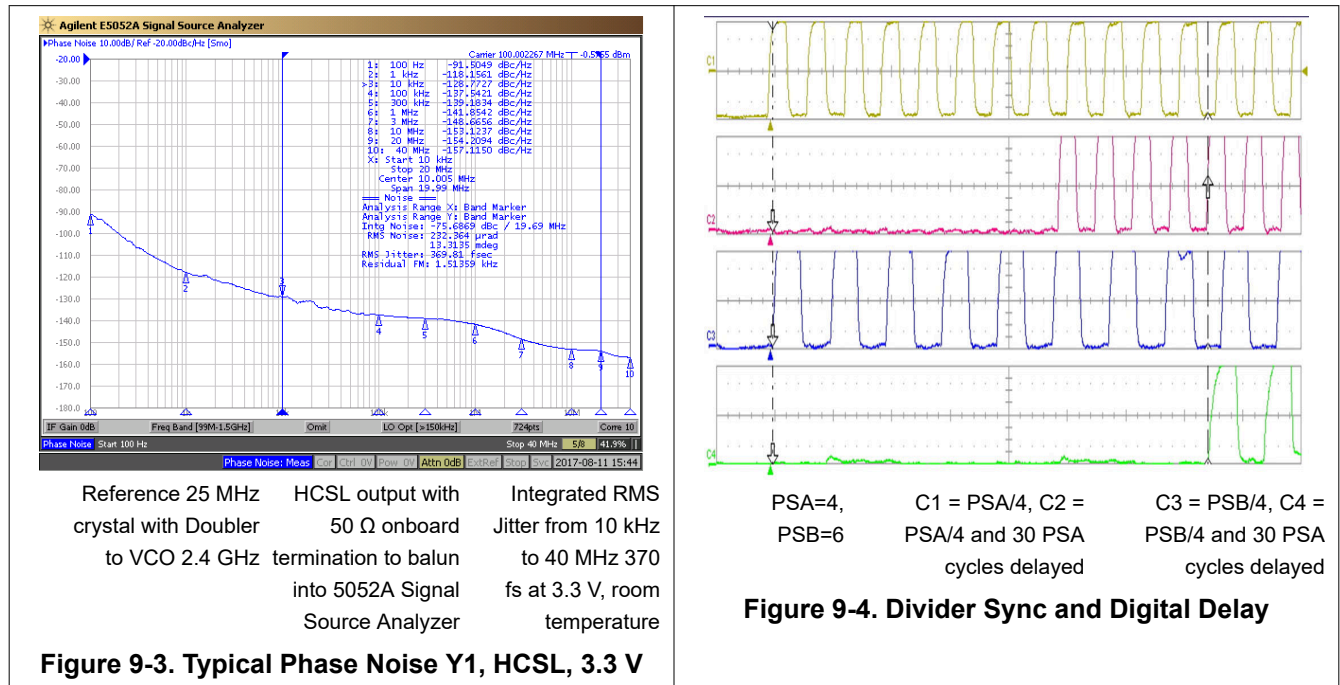 Agilent E5052A Signal Source Analyzer
Phase Noise 10.00dB/ Ref -20.00dBc/Hz [Smo]
Carrier 100.002267 MHz
-20.00
-30.00
-40.00
-50.00
-60.00
-70.00
-80.00
-90.00
-100.0
-110.0
-120.0
-130.0
-140.0
-150.0
-160.0
-170.0
-180.0
1: 100 Hz -91.5049 dBc/Hz
2: 1 kHz -118.1561 dBc/Hz
>3: 10 kHz -128.7727 dBc/Hz
4: 100 kHz -137.5421 dBc/Hz
5: 300 kHz -139.1834 dBc/Hz
6: 1 MHz -141.8542 dBc/Hz
7: 3 MHz -148.6656 dBc/Hz
8: 10 MHz -153.1237 dBc/Hz
9: 20 MHz -154.2094 dBc/Hz
10: 40 MHz -157.1150 dBc/Hz
X: Start 10 kHz
Stop 20 MHz
Center 10.005 MHz
Span 19.99 MHz
=== Noise ===
Analysis Range X: Band Marker
Analysis Range Y: Band Marker
Intg Noise: -75.6869 dBc / 19.69 MHz
RMS Noise: 232.364 µrad
13.3135 mdeg
RMS Jitter: 369.81 fsec
Residual FM: 1.51359 kHz
1
2
3
4
5
6
7
8
9
10
IF Gain 0dB Freq Band [99M-1.5GHz] Omit LO Opt [>150kHz] 724pts Corre 10
Phase Noise Start 100 Hz Stop 40 MHz 5/8 41.9%
Phase Noise: Meas Cor Ctrl 0V Pow 0V Attn 0dB ExtRef Stop Svc 2017-08-11 15:44
Reference 25 MHz
crystal with Doubler
to VCO 2.4 GHz
HCSL output with
50 Ω onboard
termination to balun
into 5052A Signal
Source Analyzer
Integrated RMS
Jitter from 10 kHz
to 40 MHz 370
fs at 3.3 V, room
temperature
Figure 9-3. Typical Phase Noise Y1, HCSL, 3.3 V
C1
C2
C3
C4
PSA=4,
PSB=6
C1 = PSA/4, C2 =
PSA/4 and 30 PSA
cycles delayed
C3 = PSB/4, C4 =
PSB/4 and 30 PSA
cycles delayed
Figure 9-4. Divider Sync and Digital Delay